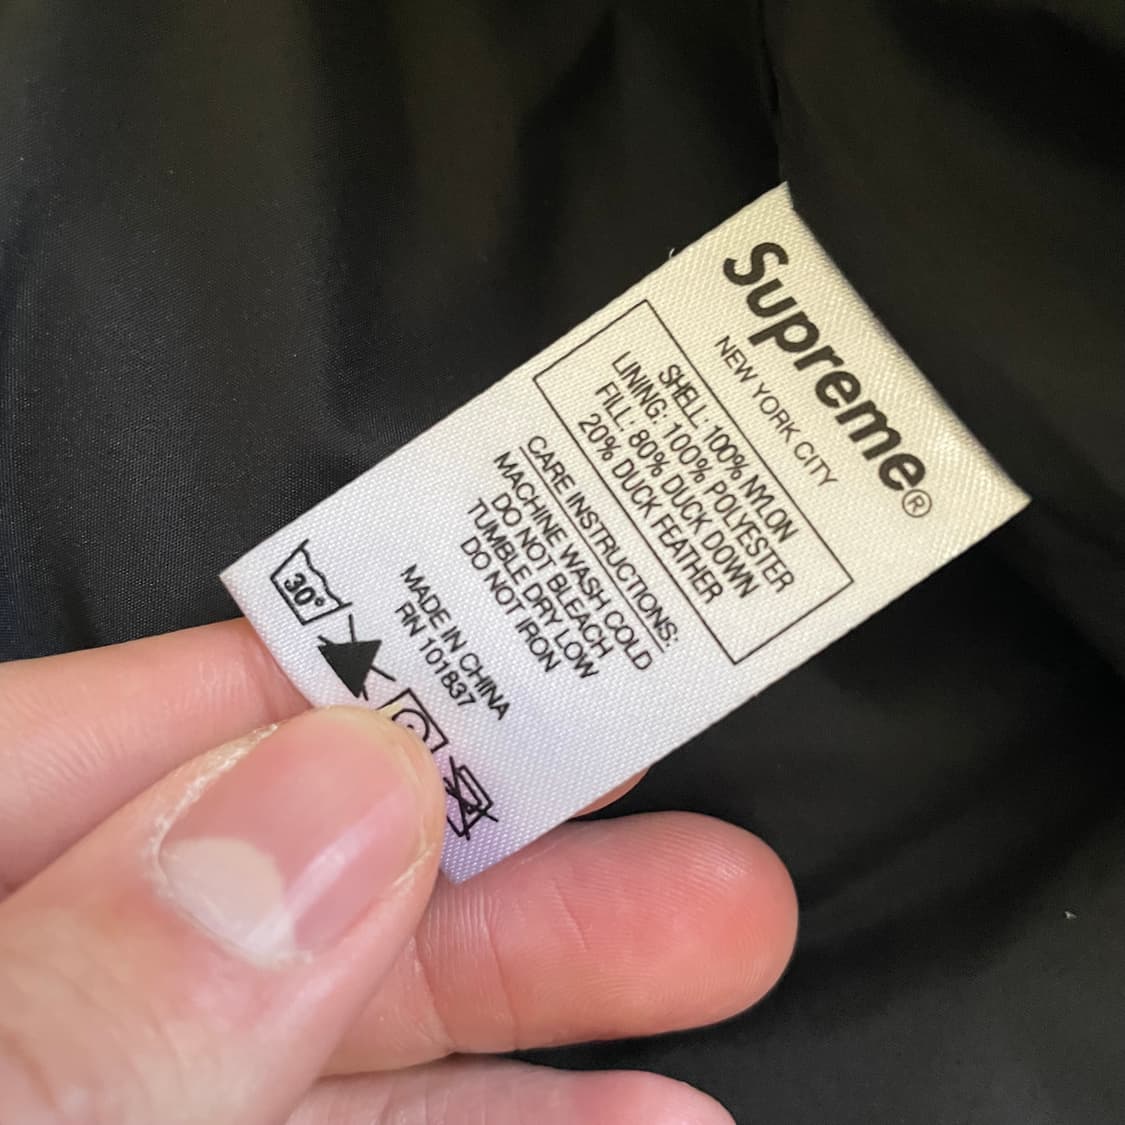 Supreme®
NEW YORK CITY
SHELL: 100% NYLON
LINING: 100% POLYESTER
FILL: 80% DUCK DOWN
20% DUCK FEATHER
CARE INSTRUCTIONS:
MACHINE WASH COLD
DO NOT BLEACH
TUMBLE DRY LOW
DO NOT IRON
MADE IN CHINA
RN 101837
30°